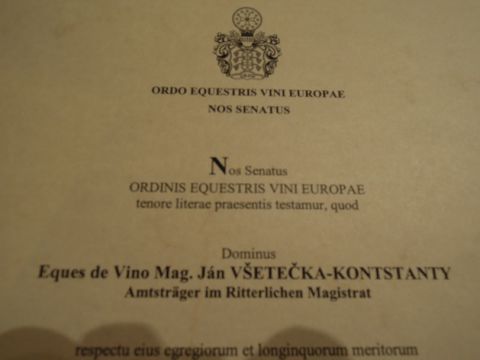 ORDO EQUESTRIS VINI EUROPAE
NOS SENATUS
Nos Senatus
ORDINIS EQUESTRIS VINI EUROPAE
tenore literae praesentis testamur, quod
Dominus
Eques de Vino Mag. Ján VŠETEČKA-KONTSTANTY
Amtsträger im Ritterlichen Magistrat
respectu eius egregiorum et longinquorum meritorum